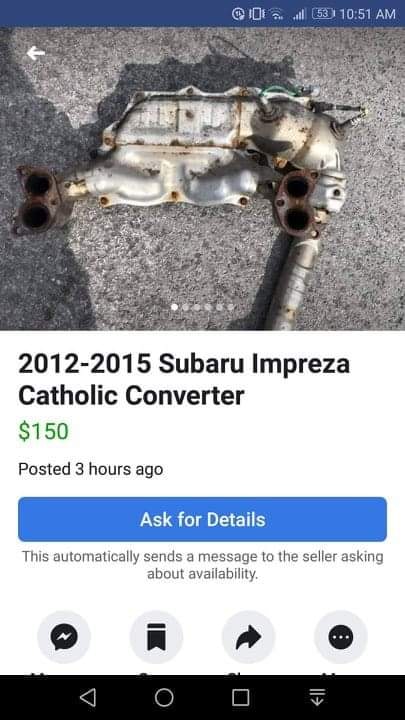 53 10:51 AM
2012-2015 Subaru Impreza
Catholic Converter
$150
Posted 3 hours ago
Ask for Details
This automatically sends a message to the seller asking
about availability.